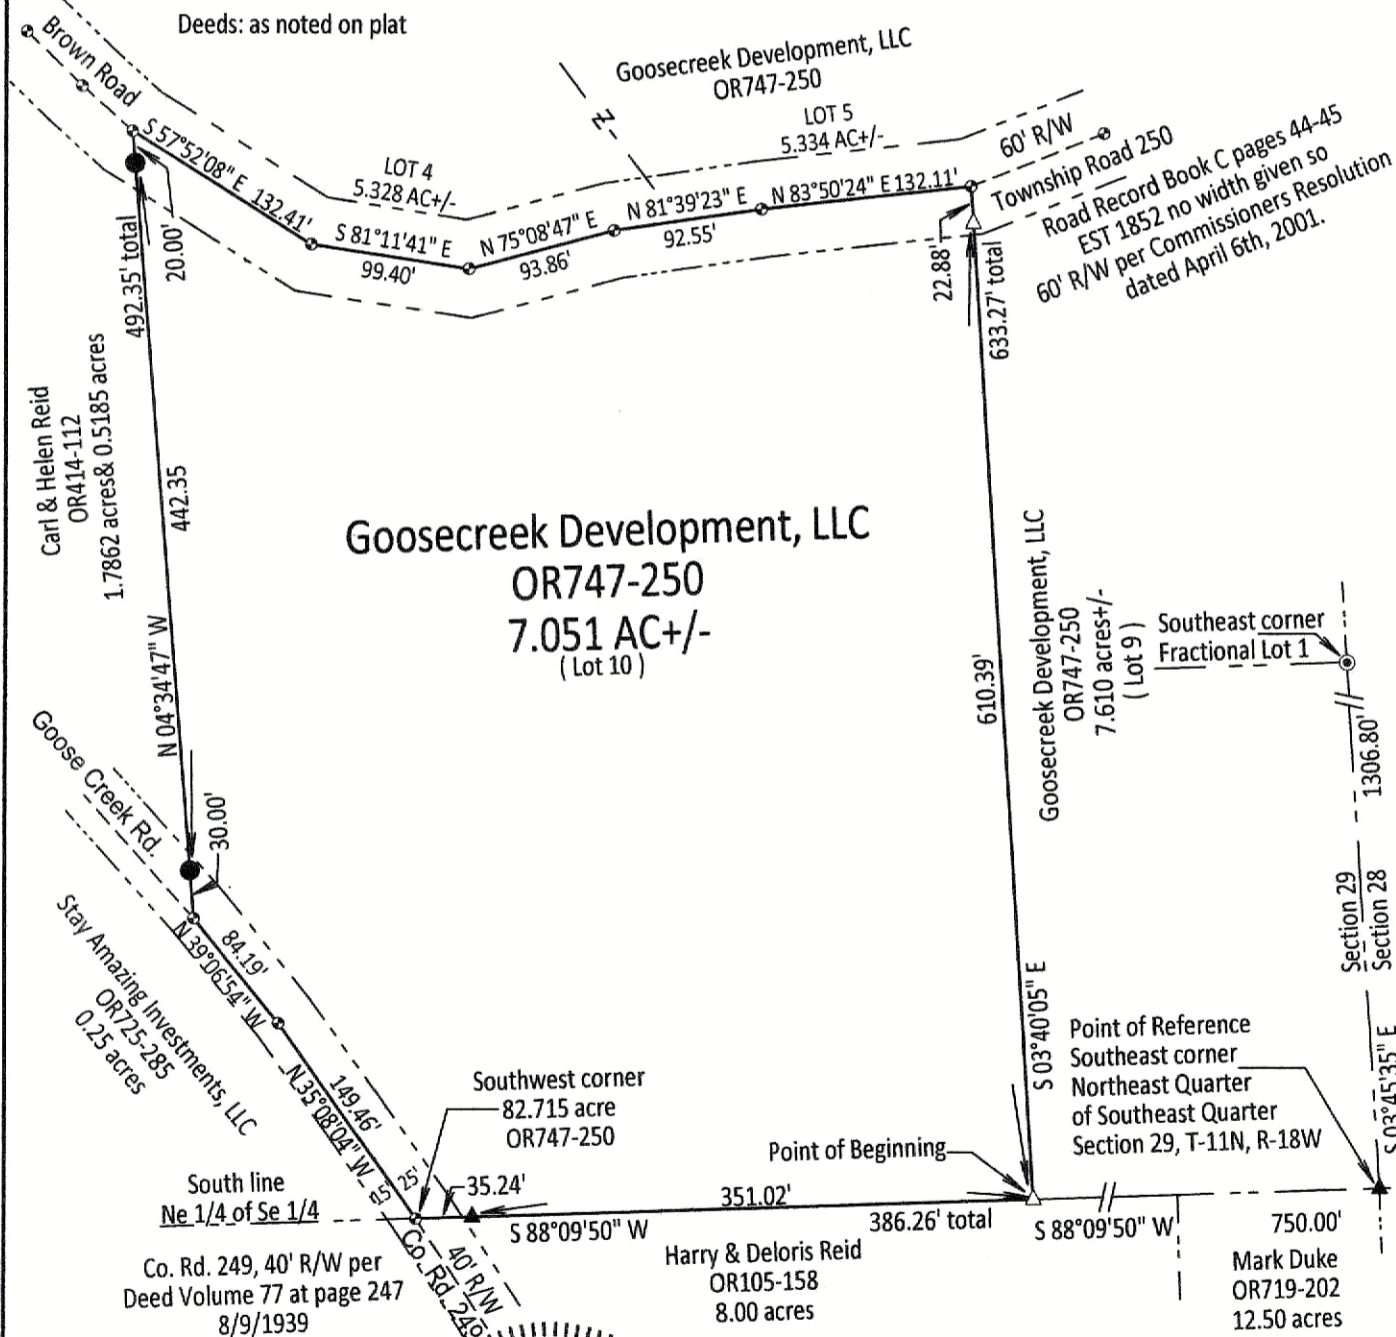 Deeds: as noted on plat
Brown Road
Goosecreek Development, LLC
OR747-250
LOT 5
5.334 AC+/-
LOT 4
5.328 AC+/-
N
60' R/W
Township Road 250
Road Record Book C pages 44-45
EST 1852 no width given so
60' R/W per Commissioners Resolution
dated April 6th, 2001.
S 57°52'08" E 132.41'
S 81°11'41" E
99.40'
N 75°08'47" E
93.86'
N 81°39'23" E
92.55'
N 83°50'24" E 132.11'
20.00'
492.35' total
22.88'
633.27' total
Carl & Helen Reid
OR414-112
1.7862 acres& 0.5185 acres
442.35
N 04°34'47" W
Goosecreek Development, LLC
OR747-250
7.051 AC+/-
( Lot 10 )
610.39'
Goosecreek Development, LLC
OR747-250
7.610 acres+/-
( Lot 9 )
Southeast corner
Fractional Lot 1
1306.80'
Section 29
Section 28
S 03°45'35" E
S 03°40'05" E
Goose Creek Rd.
30.00'
84.19'
N 39°06'54" W
Stay Amazing Investments, LLC
OR725-285
0.25 acres
149.46'
N 35°08'04" W
25'
15'
Southwest corner
82.715 acre
OR747-250
Point of Reference
Southeast corner
Northeast Quarter
of Southeast Quarter
Section 29, T-11N, R-18W
Point of Beginning
South line
Ne 1/4 of Se 1/4
35.24'
351.02'
S 88°09'50" W
386.26' total
S 88°09'50" W
750.00'
Co. Rd. 249, 40' R/W per
Deed Volume 77 at page 247
8/9/1939
Co. Rd. 249
40' R/W
Harry & Deloris Reid
OR105-158
8.00 acres
Mark Duke
OR719-202
12.50 acres